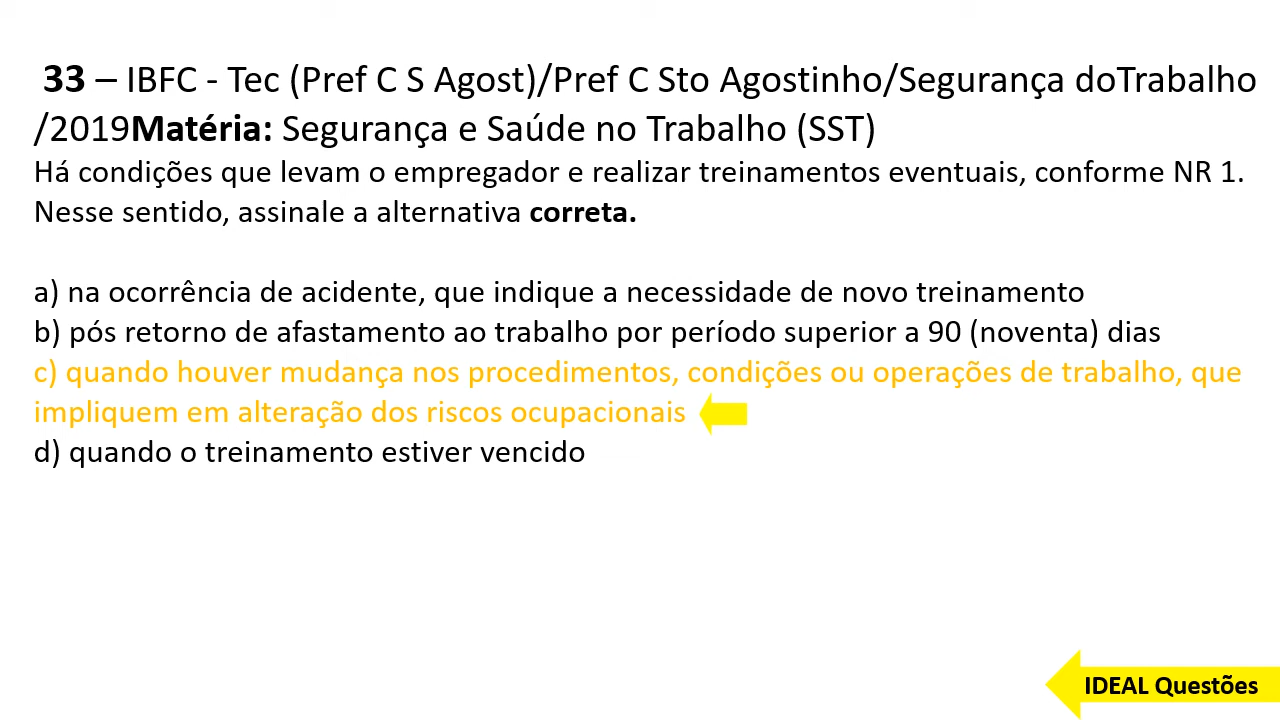 33 – IBFC - Tec (Pref C S Agost)/Pref C Sto Agostinho/Segurança doTrabalho
/2019Matéria: Segurança e Saúde no Trabalho (SST)
Há condições que levam o empregador e realizar treinamentos eventuais, conforme NR 1.
Nesse sentido, assinale a alternativa correta.
a) na ocorrência de acidente, que indique a necessidade de novo treinamento
b) pós retorno de afastamento ao trabalho por período superior a 90 (noventa) dias
c) quando houver mudança nos procedimentos, condições ou operações de trabalho, que
impliquem em alteração dos riscos ocupacionais
d) quando o treinamento estiver vencido
IDEAL Questões